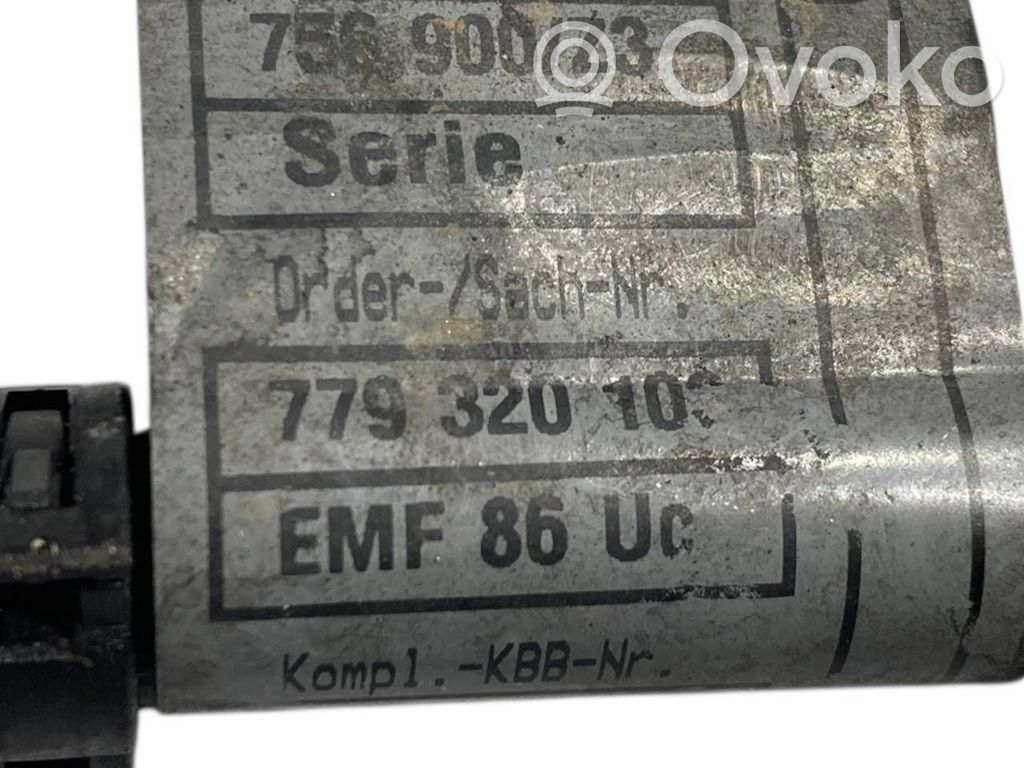 756 900
Ovoko
Serie
Order-/Sach-Nr.
779 320
EMF 86 Uc
Kompl.-KBB-Nr.